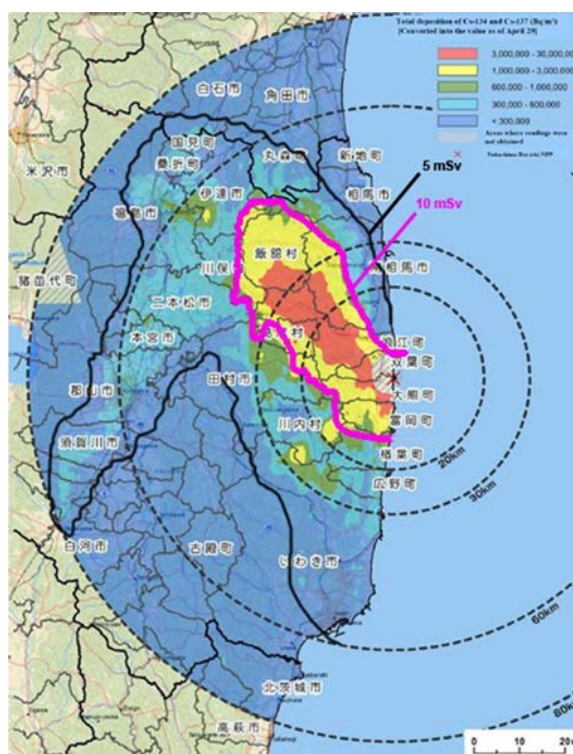 Total deposition of Cs-134 and Cs-137 (Bq/m²)
[Converted into the value as of April 29]
3,000,000 - 30,000,000
1,000,000 - 3,000,000
600,000 - 1,000,000
300,000 - 600,000
< 300,000
Areas where readings were
not obtained
白石市
角田市
国見町
桑折町
丸森町
新地町
米沢市
伊達市
相馬市
5 mSv
10 mSv
福島市
飯舘村
川俣
相馬市
猪苗代町
二本松市
本宮市
浪江町
双葉町
田村市
大熊町
郡山市
富岡町
川内村
楢葉町
須賀川市
広野町
20km
30km
白河市
古殿町
いわき市
60km
北茨城市
高萩市
0
10